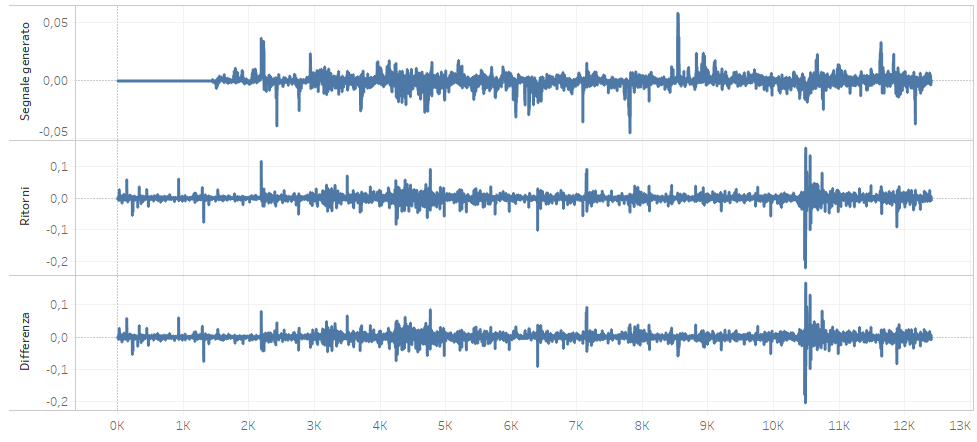 Segnale generato
0,05
0,00
-0,05
Ritorni
0,1
0,0
-0,1
-0,2
Differenza
0,1
0,0
-0,1
-0,2
0K 1K 2K 3K 4K 5K 6K 7K 8K 9K 10K 11K 12K 13K